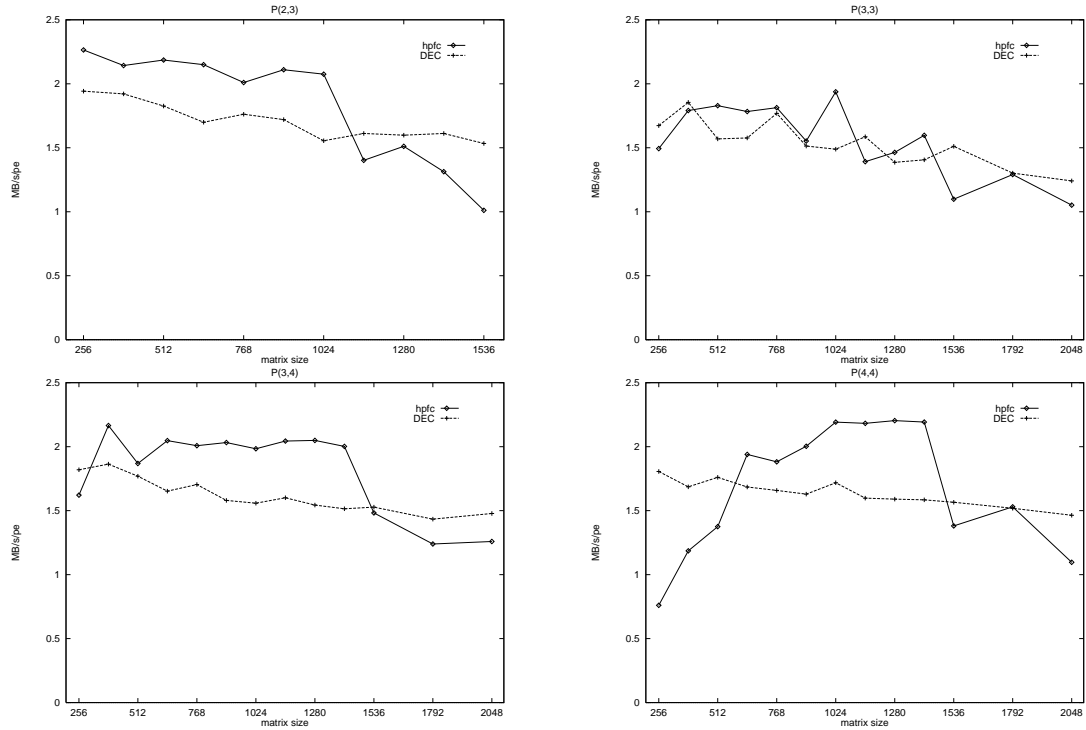 P(2,3)
2.5
2
1.5
1
0.5
0
MB/s/pe
hpfc
DEC
256 512 768 1024 1280 1536
matrix size
P(3,3)
2.5
2
1.5
1
0.5
0
MB/s/pe
hpfc
DEC
256 512 768 1024 1280 1536 1792 2048
matrix size
P(3,4)
2.5
2
1.5
1
0.5
0
MB/s/pe
hpfc
DEC
256 512 768 1024 1280 1536 1792 2048
matrix size
P(4,4)
2.5
2
1.5
1
0.5
0
MB/s/pe
hpfc
DEC
256 512 768 1024 1280 1536 1792 2048
matrix size